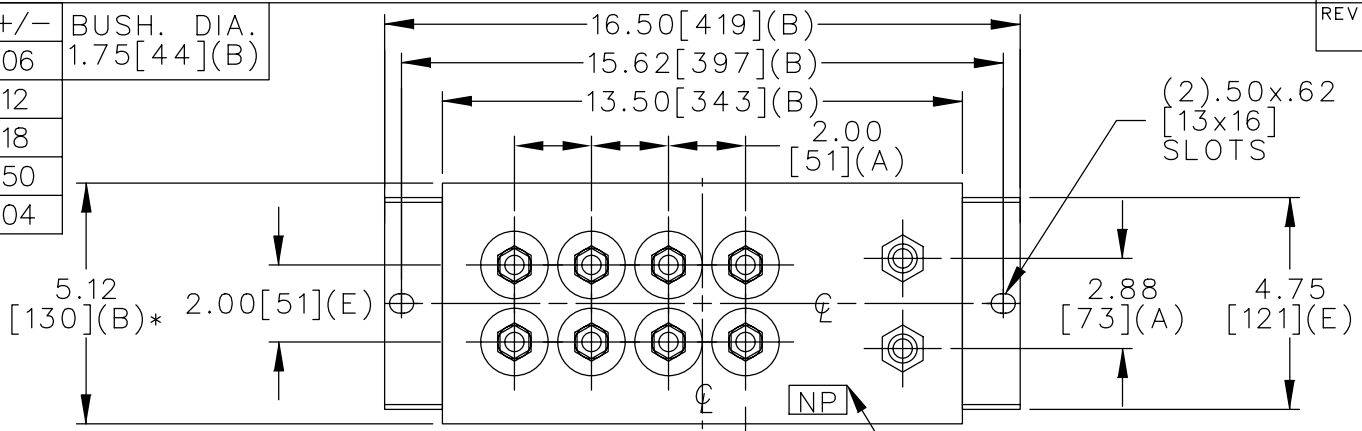 +/-
06
12
18
50
04
BUSH. DIA.
1.75[44](B)
REV
16.50[419](B)
15.62[397](B)
13.50[343](B)
2.00
[51](A)
(2).50x.62
[13x16]
SLOTS
5.12
[130](B)*
2.00[51](E)
2.88
[73](A)
4.75
[121](E)
℄
℄
NP